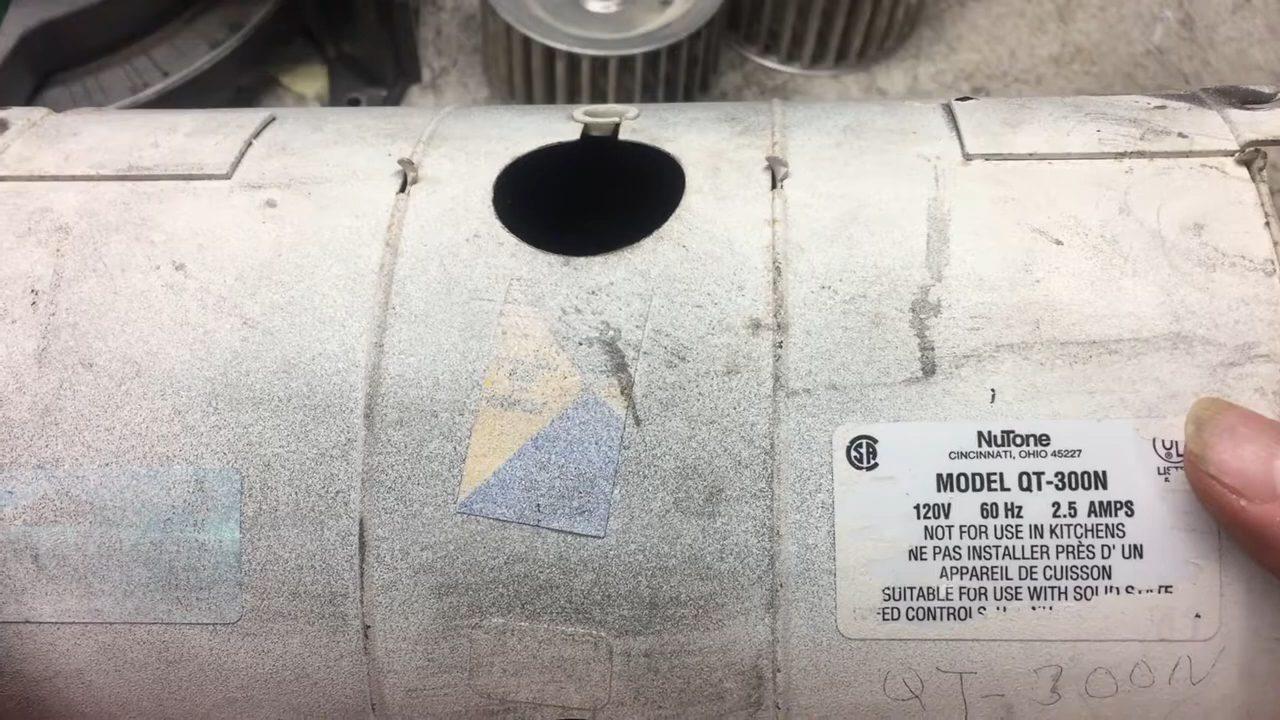 NuTone
CINCINNATI, OHIO 45227
MODEL QT-300N
120V 60 Hz 2.5 AMPS
NOT FOR USE IN KITCHENS
NE PAS INSTALLER PRÈS D' UN
APPAREIL DE CUISSON
SUITABLE FOR USE WITH SOLID
QT-300N